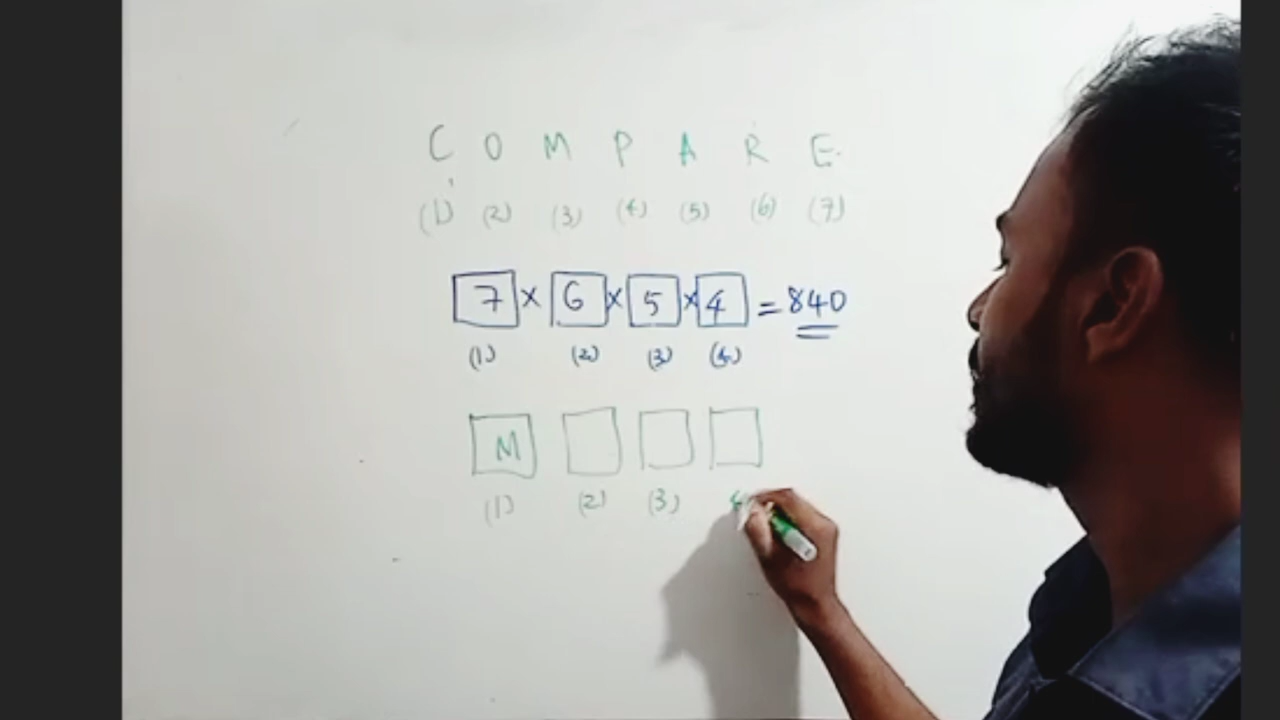 C O M P A R E.
(1) (2) (3) (4) (5) (6) (7)
7 × 6 × 5 × 4 = 840
(1) (2) (3) (4)
M
(1) (2) (3) 4